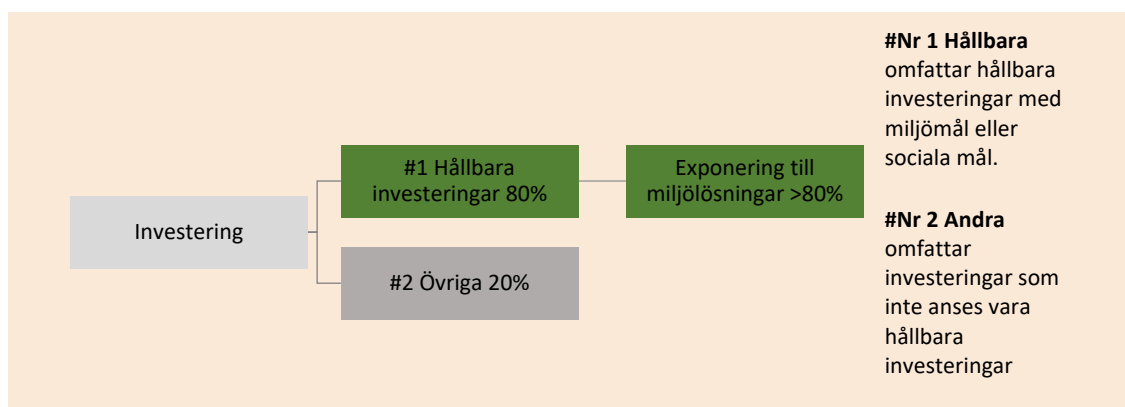 Investering
#1 Hållbara
investeringar 80%
Exponering till
miljölösningar >80%
#2 Övriga 20%
#Nr 1 Hållbara
omfattar hållbara
investeringar med
miljömål eller
sociala mål.
#Nr 2 Andra
omfattar
investeringar som
inte anses vara
hållbara
investeringar